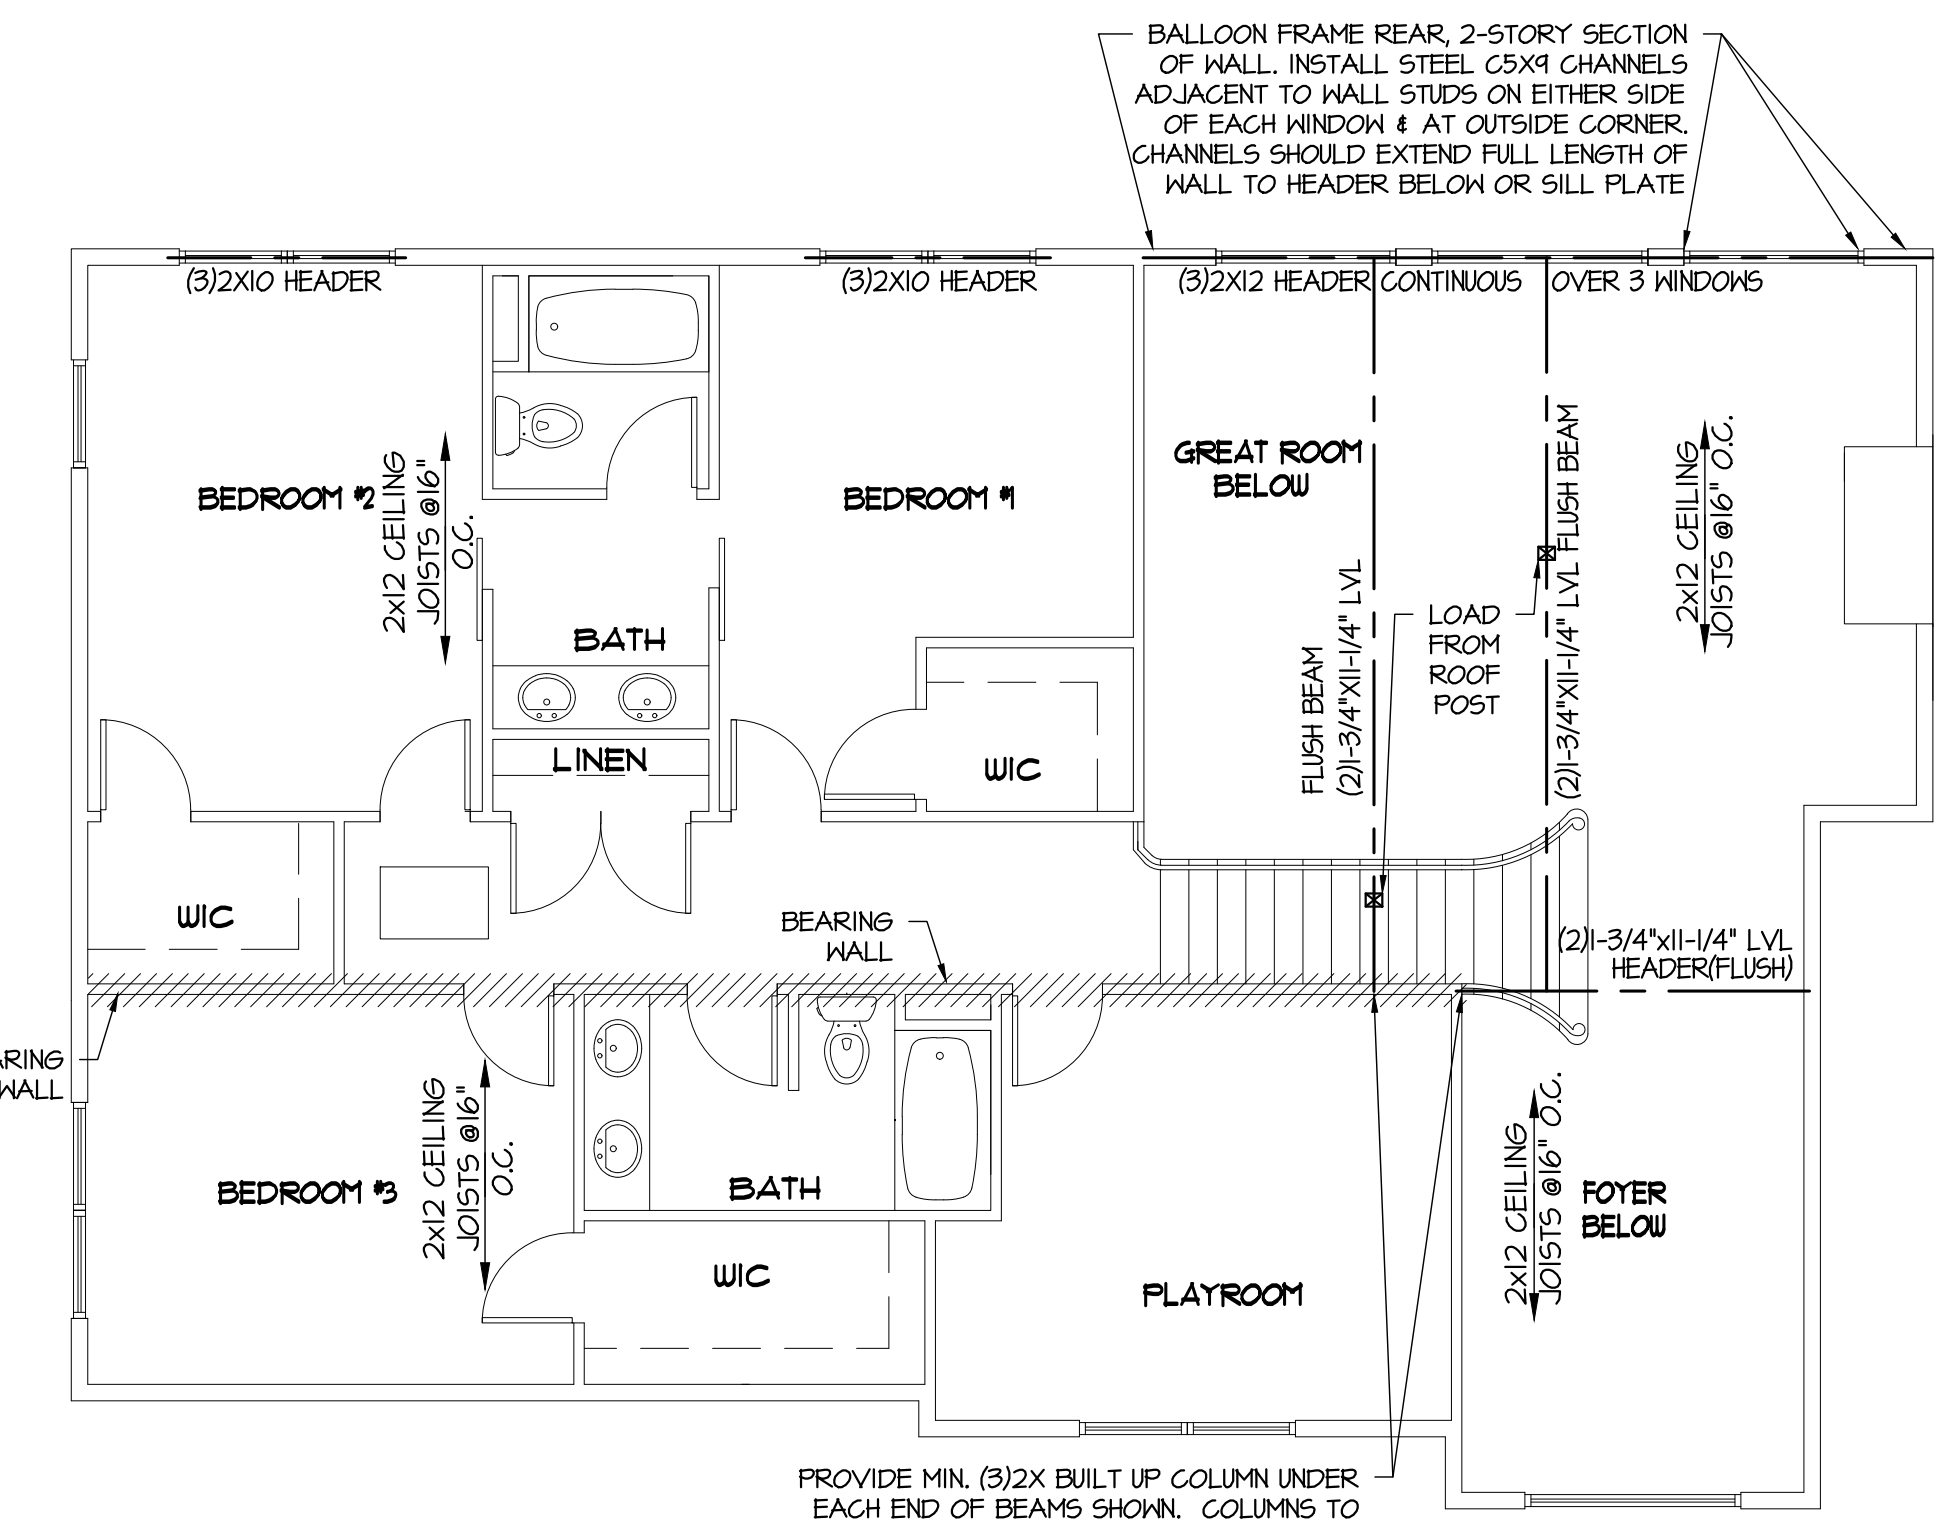 BALLOON FRAME REAR, 2-STORY SECTION
OF WALL. INSTALL STEEL C5X9 CHANNELS
ADJACENT TO WALL STUDS ON EITHER SIDE
OF EACH WINDOW & AT OUTSIDE CORNER.
CHANNELS SHOULD EXTEND FULL LENGTH OF
WALL TO HEADER BELOW OR SILL PLATE
(3)2X10 HEADER
(3)2X10 HEADER
(3)2X12 HEADER CONTINUOUS OVER 3 WINDOWS
BEDROOM #2
2x12 CEILING
JOISTS @16"
O.C.
BEDROOM #1
GREAT ROOM
BELOW
FLUSH BEAM
(2)1-3/4"X11-1/4" LVL
LOAD
FROM
ROOF
POST
(2)1-3/4"X11-1/4" LVL FLUSH BEAM
2x12 CEILING
JOISTS @16" O.C.
BATH
LINEN
WIC
WIC
BEARING
WALL
(2)1-3/4"x11-1/4" LVL
HEADER(FLUSH)
ARING
WALL
BEDROOM #3
2x12 CEILING
JOISTS @16"
O.C.
BATH
WIC
PLAYROOM
2x12 CEILING
JOISTS @16" O.C.
FOYER
BELOW
PROVIDE MIN. (3)2X BUILT UP COLUMN UNDER
EACH END OF BEAMS SHOWN. COLUMNS TO